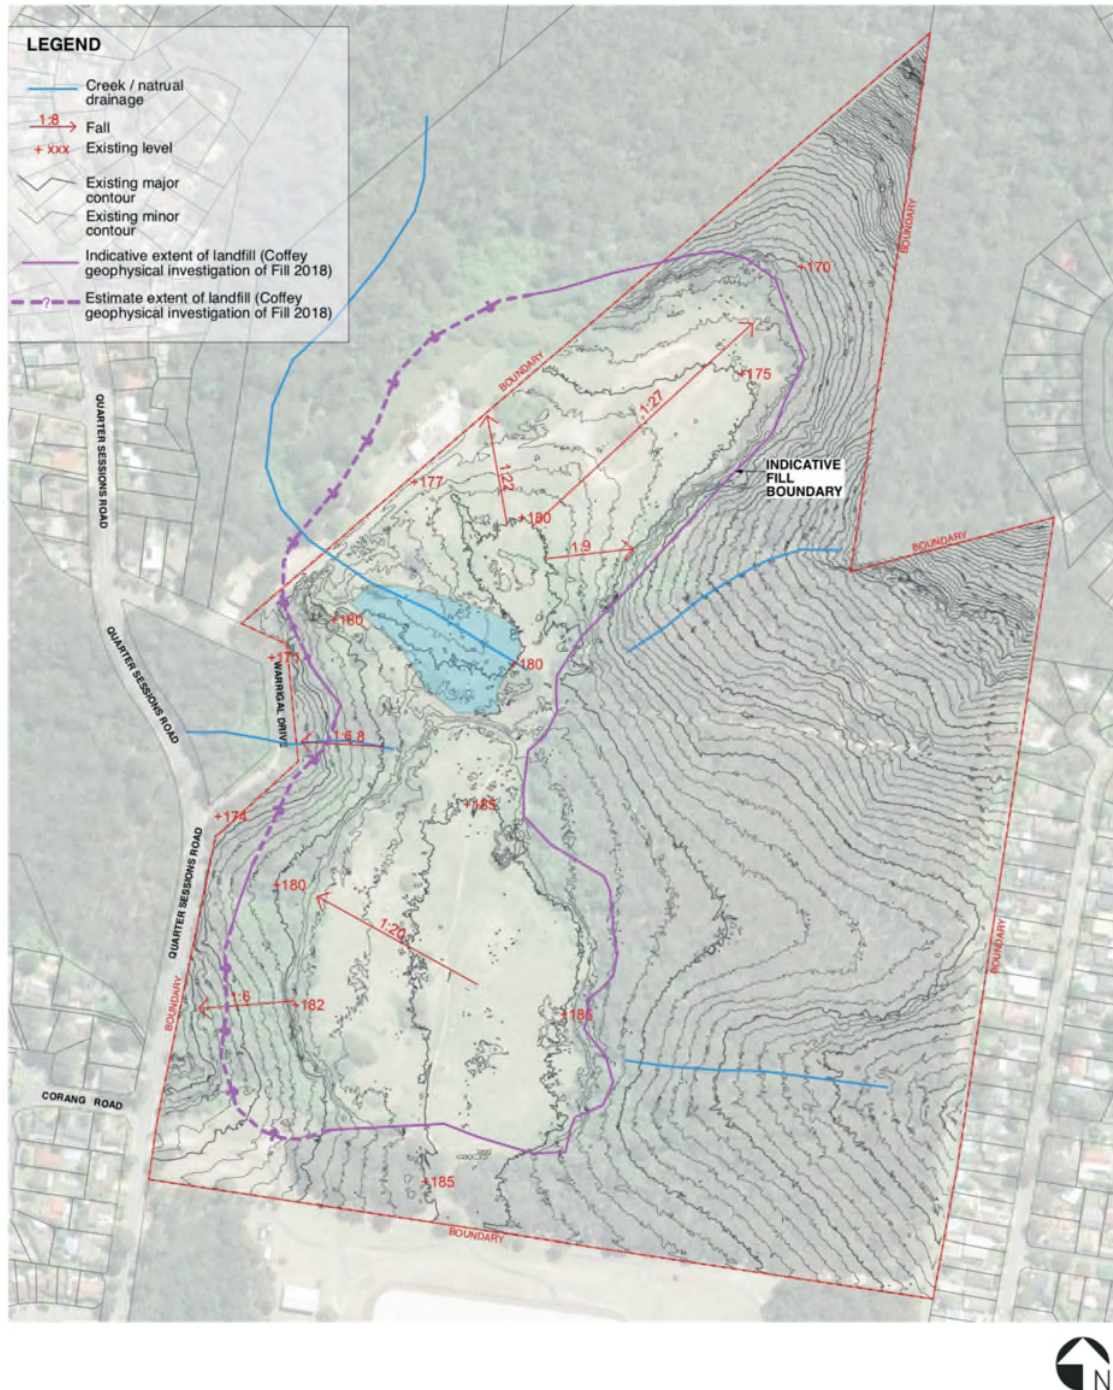 LEGEND
Creek / natrual
drainage
1:8
Fall
+ xxx
Existing level
Existing major
contour
Existing minor
contour
Indicative extent of landfill (Coffey
geophysical investigation of Fill 2018)
?
Estimate extent of landfill (Coffey
geophysical investigation of Fill 2018)
BOUNDARY
+170
BOUNDARY
+175
1:27
QUARTER SESSIONS ROAD
INDICATIVE
FILL
BOUNDARY
+177
1:22
+180
1:9
BOUNDARY
+180
QUARTER SESSIONS ROAD
+171
+180
WARRIGAL DRIVE
1:6.8
+185
+174
QUARTER SESSIONS ROAD
+180
1:20
BOUNDARY
1:6
+182
+185
BOUNDARY
CORANG ROAD
+185
BOUNDARY
N